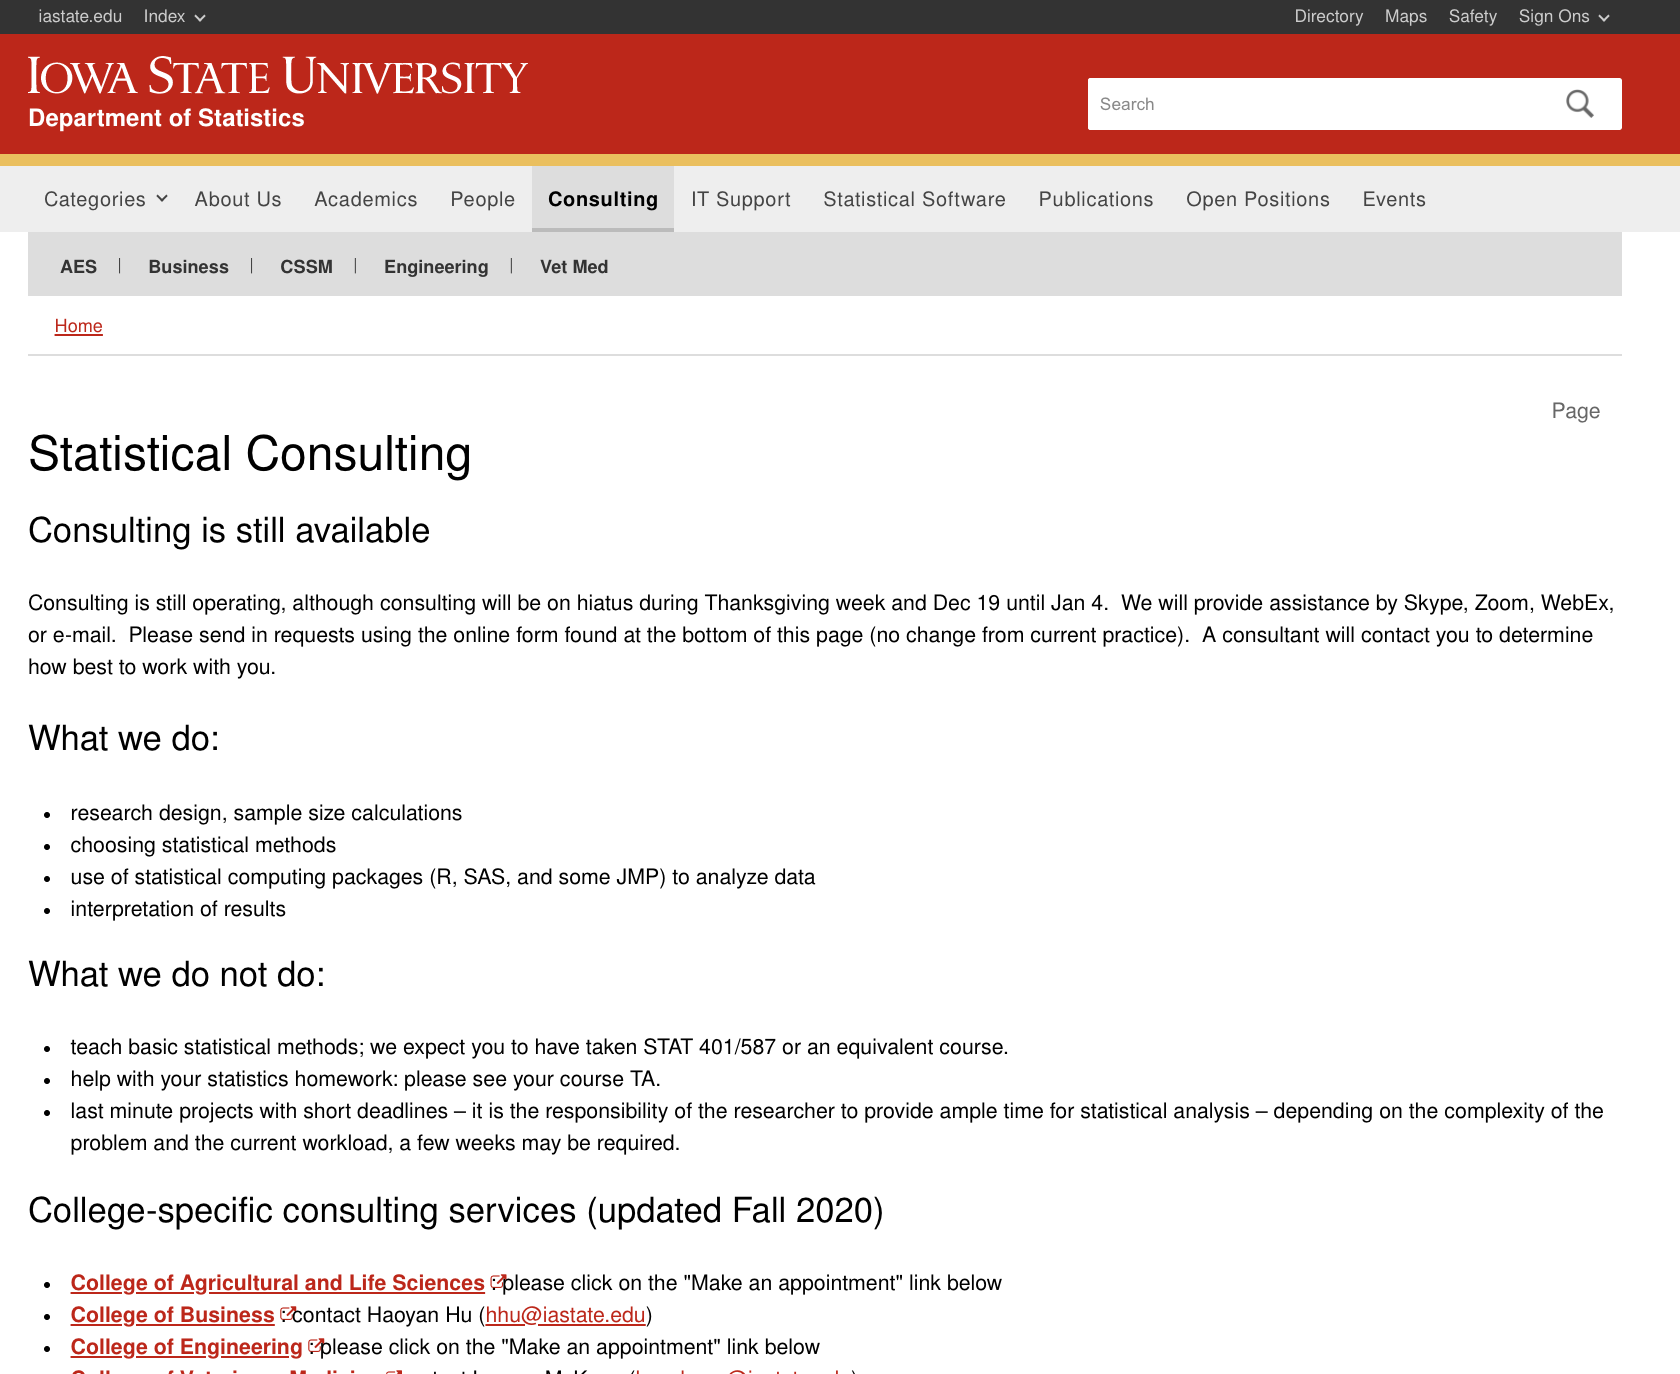 iastate.edu Index
Directory Maps Safety Sign Ons
IOWA STATE UNIVERSITY
Department of Statistics
Search
Categories About Us Academics People Consulting IT Support Statistical Software Publications Open Positions Events
AES | Business | CSSM | Engineering | Vet Med
Home
Page
Statistical Consulting
Consulting is still available
Consulting is still operating, although consulting will be on hiatus during Thanksgiving week and Dec 19 until Jan 4.  We will provide assistance by Skype, Zoom, WebEx,
or e-mail.  Please send in requests using the online form found at the bottom of this page (no change from current practice).  A consultant will contact you to determine
how best to work with you.
What we do:
• research design, sample size calculations
• choosing statistical methods
• use of statistical computing packages (R, SAS, and some JMP) to analyze data
• interpretation of results
What we do not do:
• teach basic statistical methods; we expect you to have taken STAT 401/587 or an equivalent course.
• help with your statistics homework: please see your course TA.
• last minute projects with short deadlines – it is the responsibility of the researcher to provide ample time for statistical analysis – depending on the complexity of the
problem and the current workload, a few weeks may be required.
College-specific consulting services (updated Fall 2020)
• College of Agricultural and Life Sciences : please click on the "Make an appointment" link below
• College of Business : contact Haoyan Hu (hhu@iastate.edu)
• College of Engineering : please click on the "Make an appointment" link below
• College of Veterinary Medicine